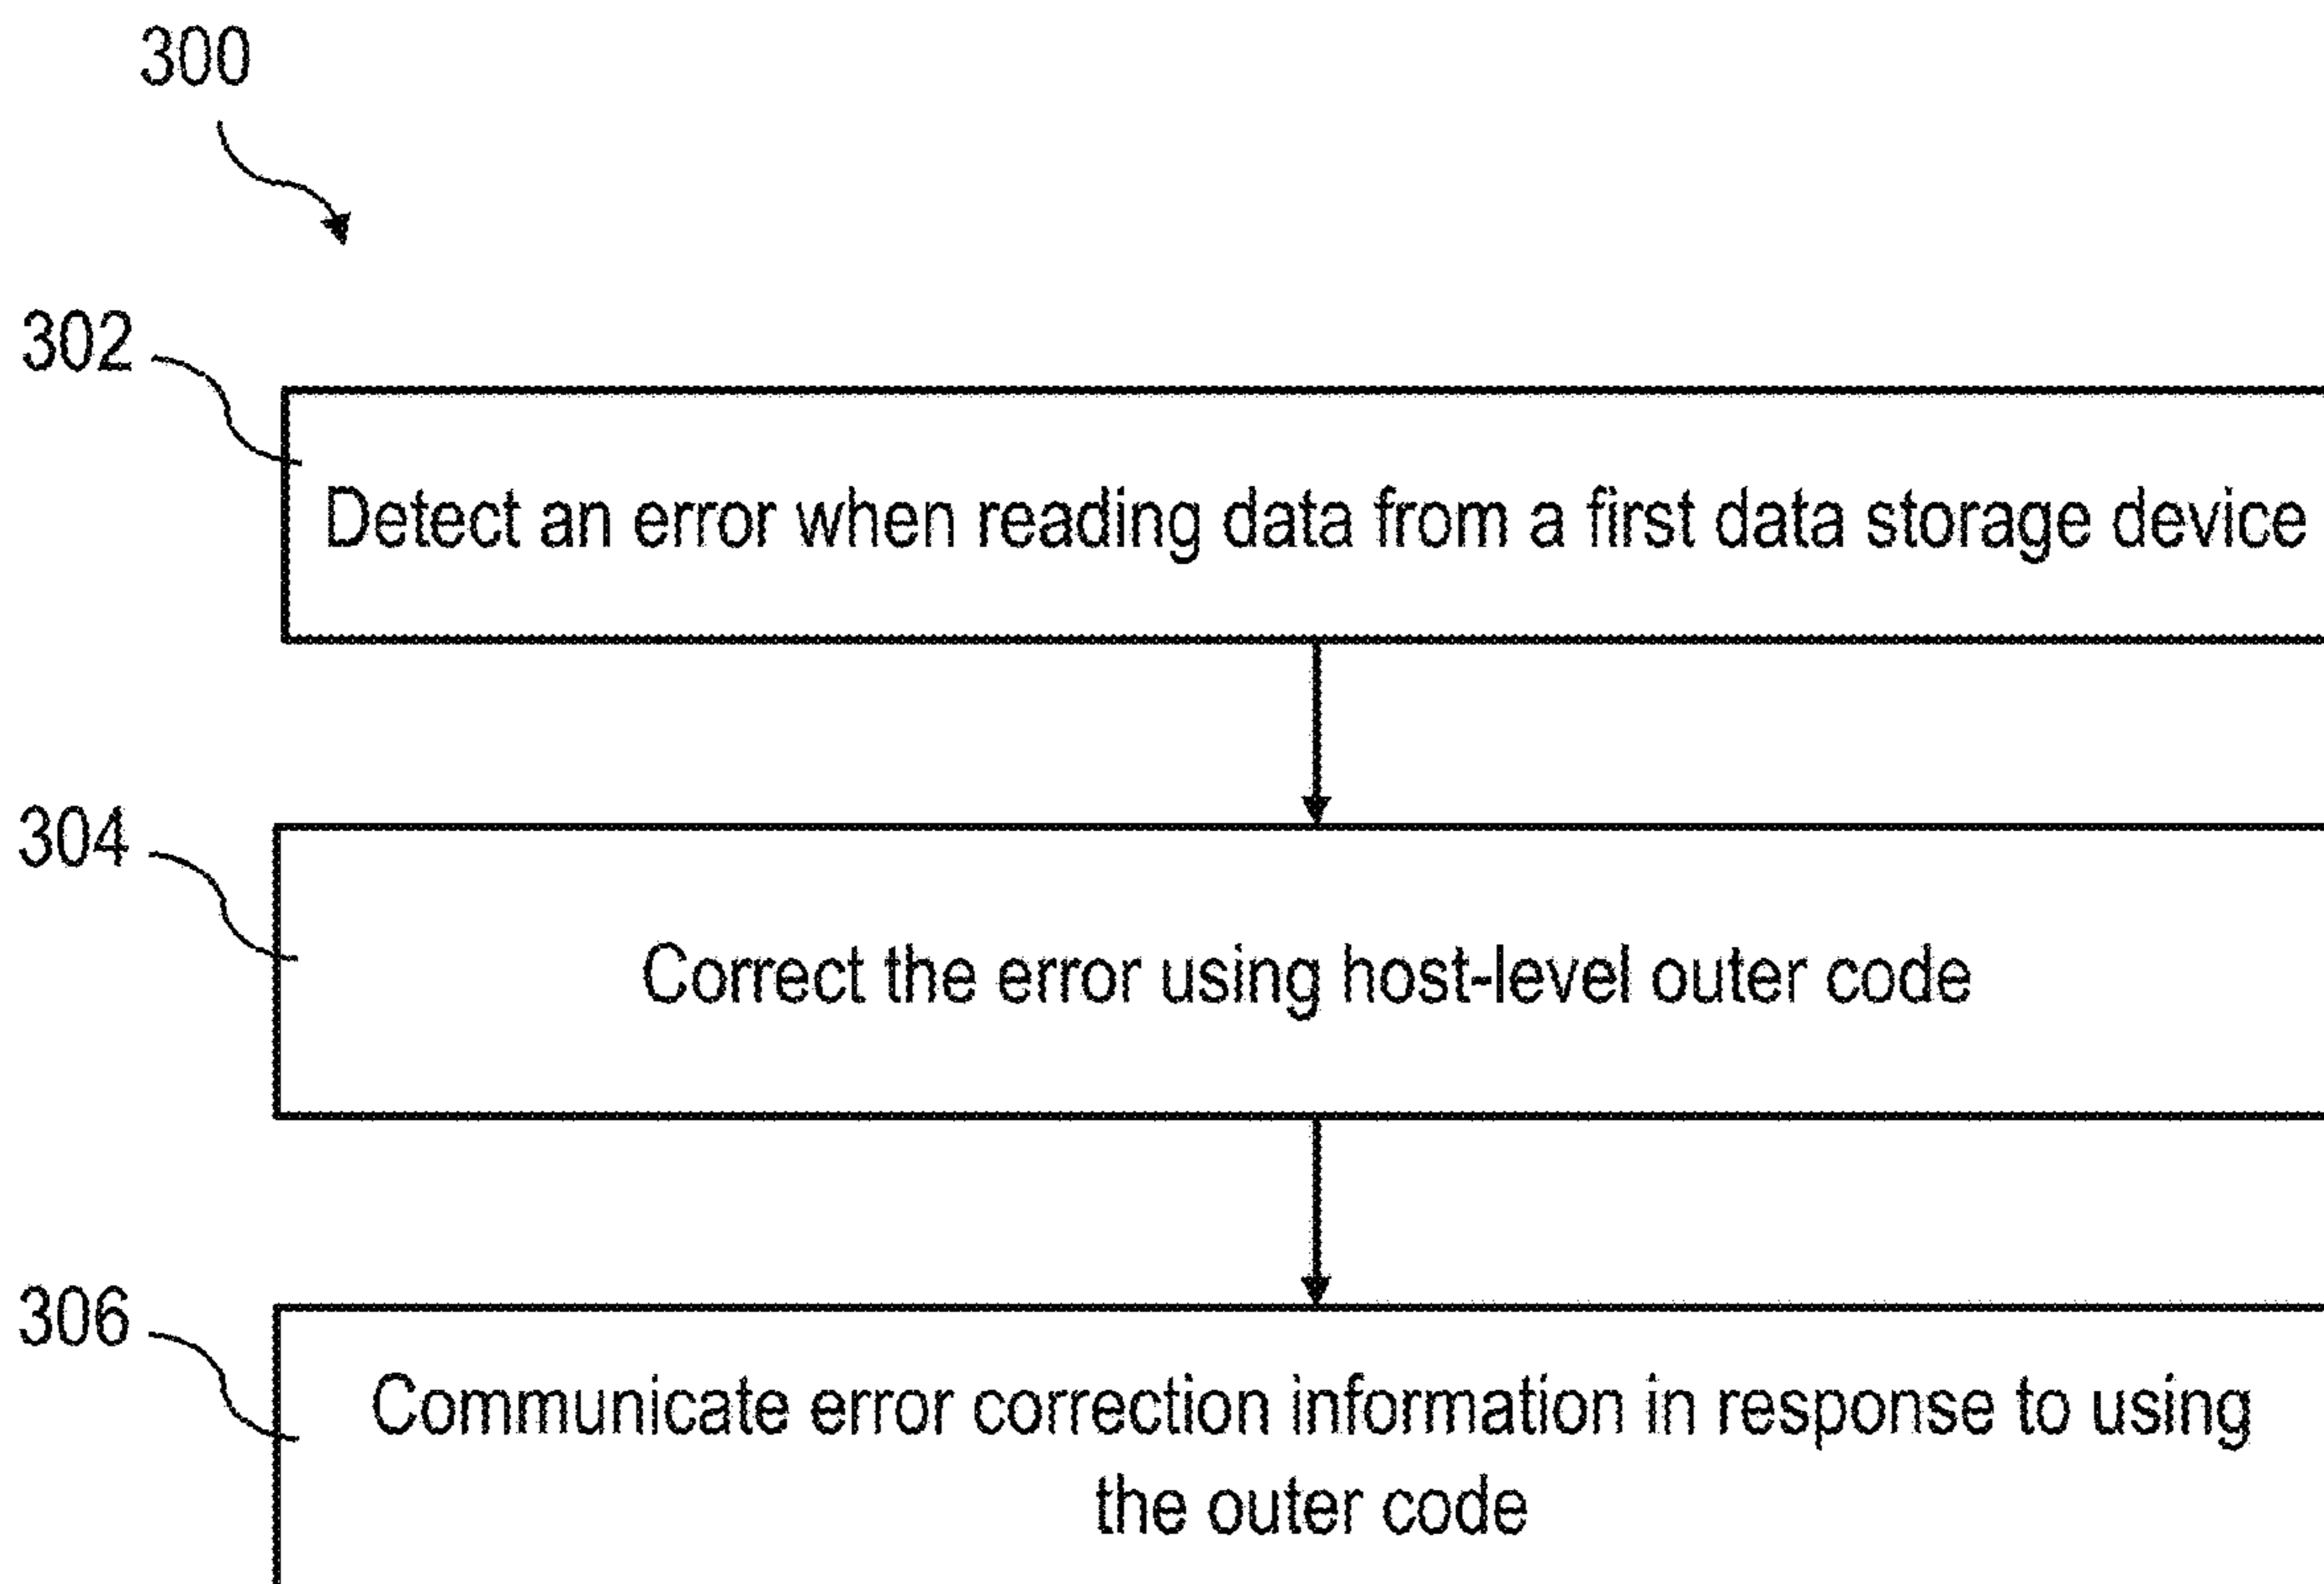 300
302
Detect an error when reading data from a first data storage device
304
Correct the error using host-level outer code
306
Communicate error correction information in response to using
the outer code